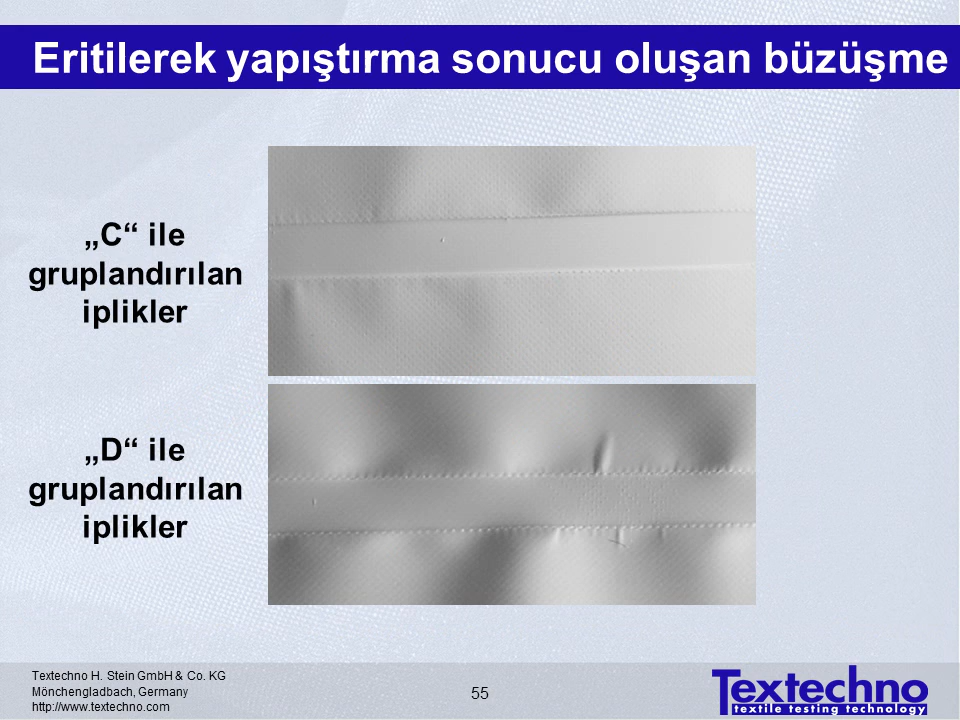 Eritilerek yapıştırma sonucu oluşan büzüşme
„C“ ile
gruplandırılan
iplikler
„D“ ile
gruplandırılan
iplikler
Textechno H. Stein GmbH & Co. KG
Mönchengladbach, Germany
http://www.textechno.com
55
Textechno
textile testing technology